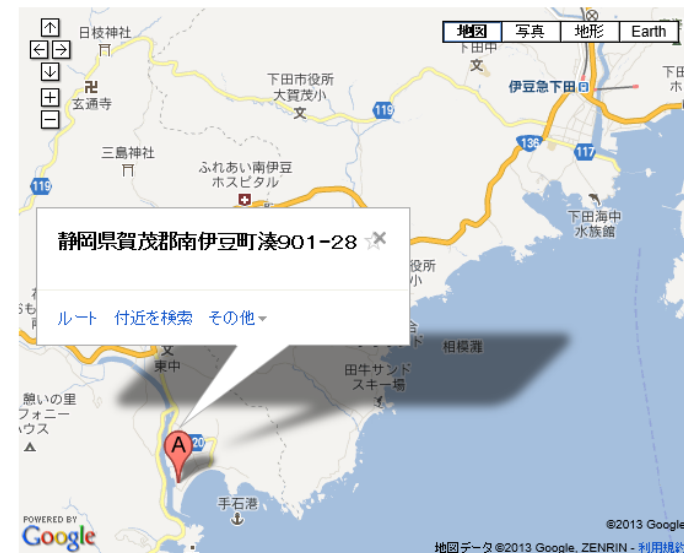 日枝神社
地図
写真
地形
Earth
下田中
玄通寺
下田市役所
大賀茂小
伊豆急下田
119
136
117
三島神社
ふれあい南伊豆
ホスピタル
119
下田海中
水族館
静岡県賀茂郡南伊豆町湊901-28
役所
小
ルート 付近を検索 その他
東中
相模灘
田牛サンド
スキー場
憩いの里
フォニー
ハウス
A
20
手石港
POWERED BY
Google
©2013 Google
地図データ ©2013 Google, ZENRIN - 利用規約